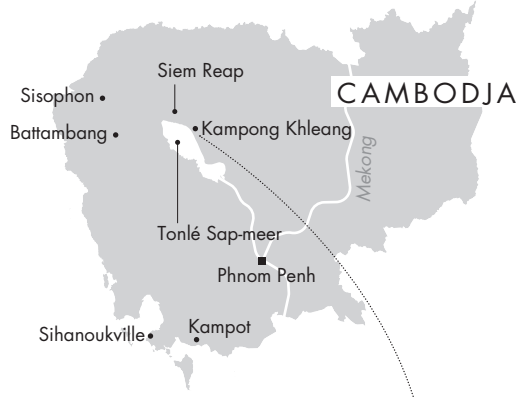 Siem Reap
CAMBODJA
Sisophon
Kampong Khleang
Battambang
Mekong
Tonlé Sap-meer
Phnom Penh
Kampot
Sihanoukville